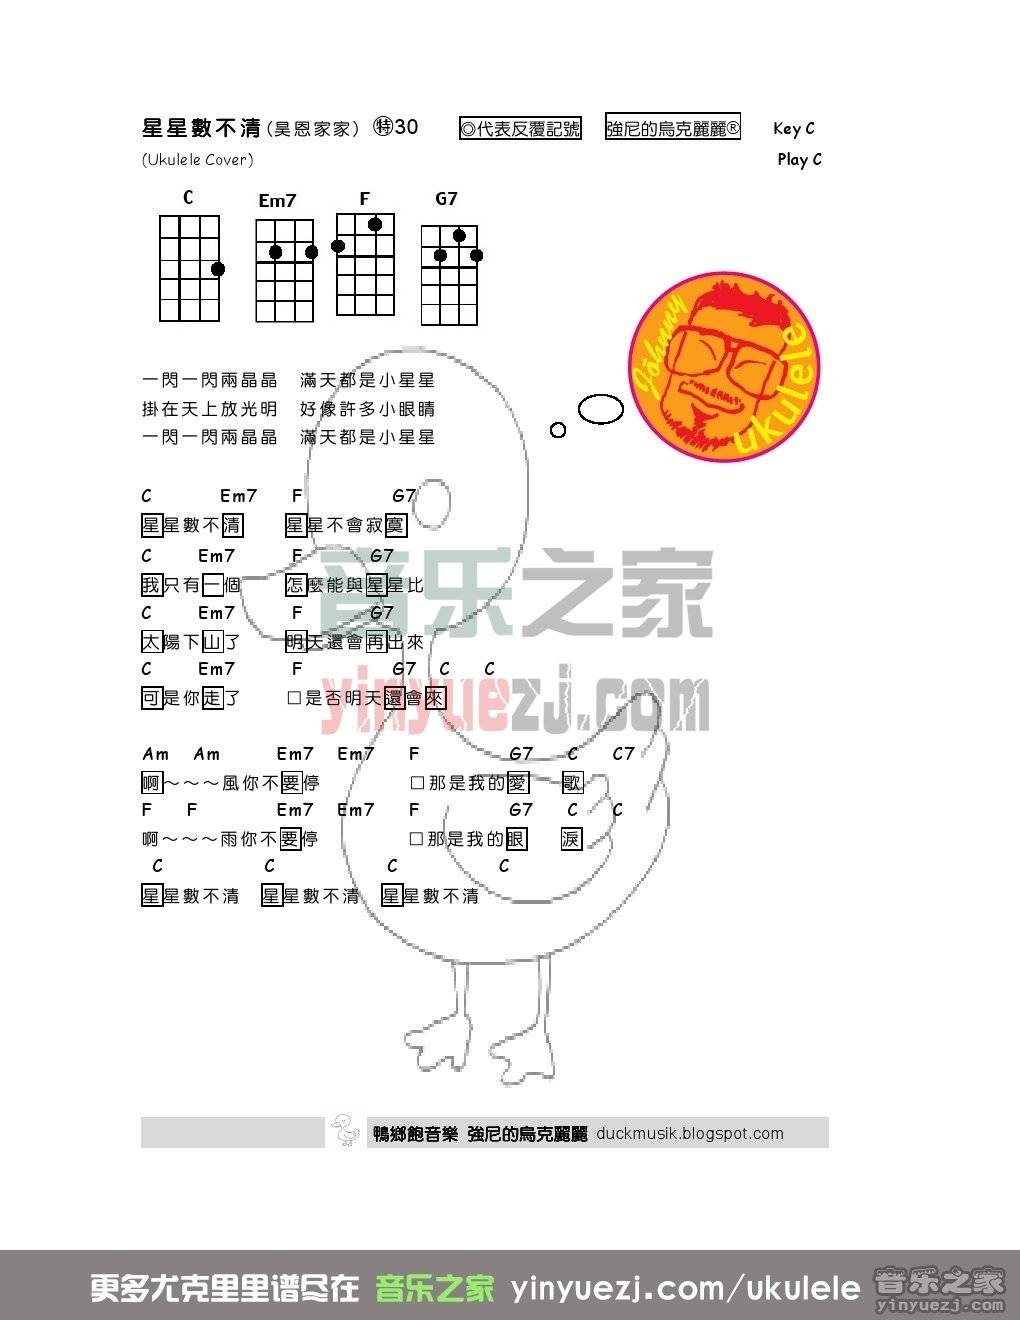 星星數不清(昊恩家家) ㊕30 ◎代表反覆記號 強尼的烏克麗麗® Key C
(Ukulele Cover) Play C
C Em7 F G7
Jöhnny ukulele
一閃一閃兩晶晶 滿天都是小星星
掛在天上放光明 好像許多小眼睛
一閃一閃兩晶晶 滿天都是小星星
C Em7 F G7
星星數不清 星星不會寂寞
C Em7 F G7
我只有一個 怎麼能與星星比
C Em7 F G7
太陽下山了 明天還會再出來
C Em7 F G7 C C
可是你走了 □是否明天還會來
音乐之家
yinyuezj.com
Am Am Em7 Em7 F G7 C C7
啊～～～風你不要停 □那是我的愛 歌
F F Em7 Em7 F G7 C C
啊～～～雨你不要停 □那是我的眼 淚
C C C C
星星數不清 星星數不清 星星數不清
鴨鄉飽音樂 強尼的烏克麗麗 duckmusik.blogspot.com
更多尤克里里谱尽在 音乐之家 yinyuezj.com/ukulele
音乐之家
yinyuezj.com